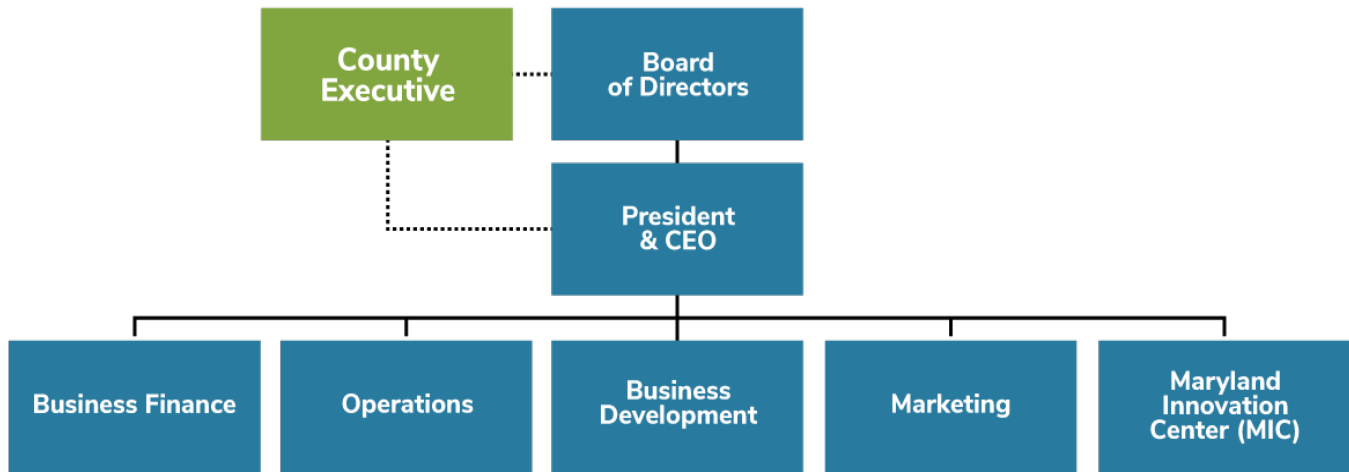 County
Executive
Board
of Directors
President
& CEO
Business Finance
Operations
Business
Development
Marketing
Maryland
Innovation
Center (MIC)